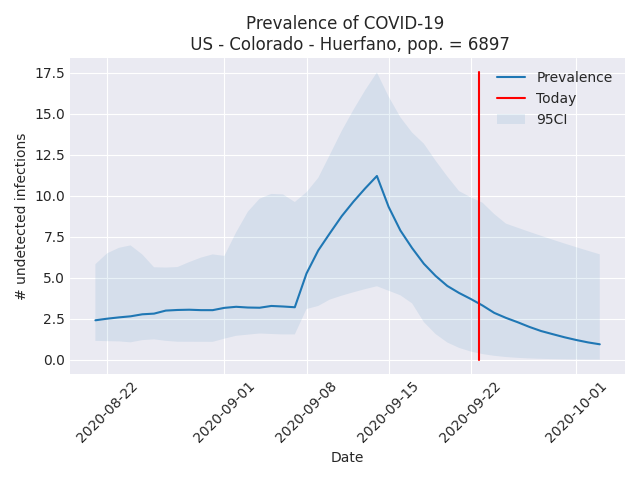 Prevalence of COVID-19
US - Colorado - Huerfano, pop. = 6897
17.5
15.0
12.5
10.0
7.5
5.0
2.5
0.0
# undetected infections
Prevalence
Today
95CI
2020-08-22
2020-09-01
2020-09-08
2020-09-15
2020-09-22
2020-10-01
Date